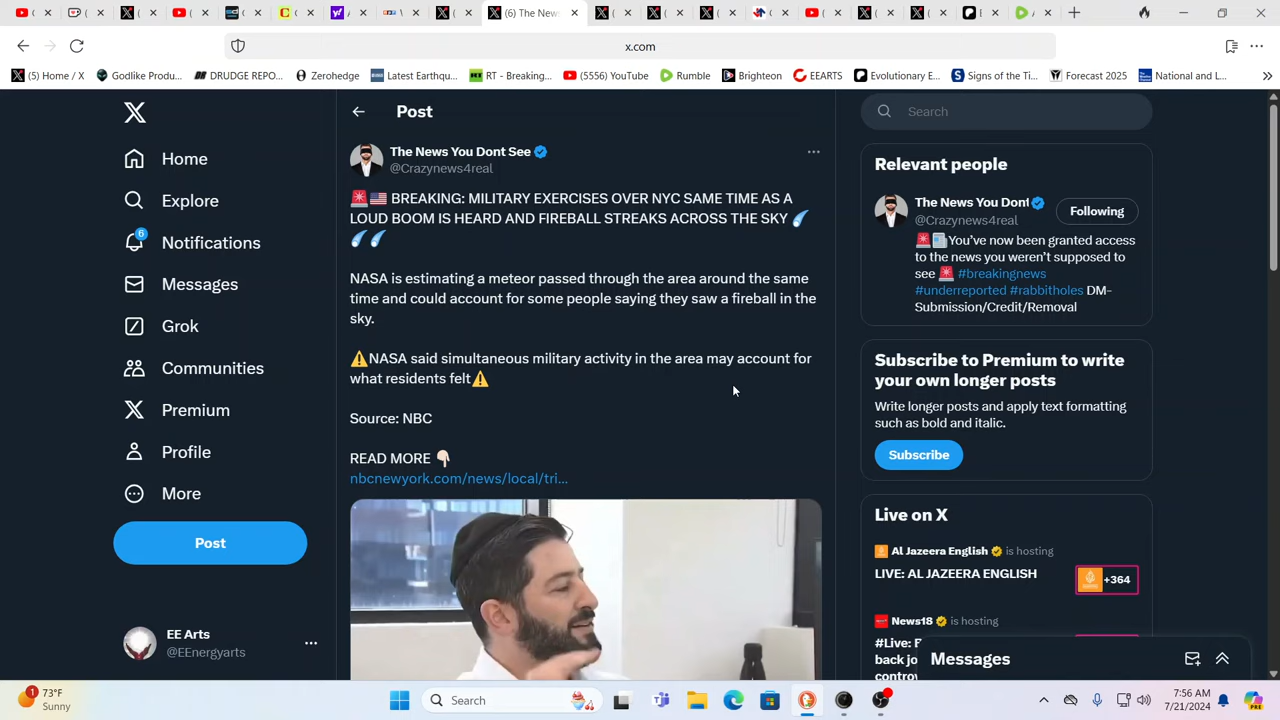 (6) The New
x.com
(5) Home / X
Godlike Produ...
DRUDGE REPO...
Zerohedge
Latest Earthqu...
RT - Breaking...
(5556) YouTube
Rumble
Brighteon
EEARTS
Evolutionary E...
Signs of the Ti...
Forecast 2025
National and L...
Home
Explore
6
Notifications
Messages
Grok
Communities
Premium
Profile
More
Post
EE Arts
@EEnergyarts
Post
The News You Dont See
@Crazynews4real
🚨🇺🇸 BREAKING: MILITARY EXERCISES OVER NYC SAME TIME AS A
LOUD BOOM IS HEARD AND FIREBALL STREAKS ACROSS THE SKY ☄️
☄️☄️
NASA is estimating a meteor passed through the area around the same
time and could account for some people saying they saw a fireball in the
sky.
⚠️NASA said simultaneous military activity in the area may account for
what residents felt⚠️
Source: NBC
READ MORE 👇🏻
nbcnewyork.com/news/local/tri...
Search
Relevant people
The News You Dont
@Crazynews4real
Following
🚨📰You've now been granted access
to the news you weren't supposed to
see 🚨 #breakingnews
#underreported #rabbitholes DM-
Submission/Credit/Removal
Subscribe to Premium to write
your own longer posts
Write longer posts and apply text formatting
such as bold and italic.
Subscribe
Live on X
Al Jazeera English is hosting
LIVE: AL JAZEERA ENGLISH
+364
News18 is hosting
#Live:
back jo
controv
Messages
1
73°F
Sunny
Search
7:56 AM
7/21/2024